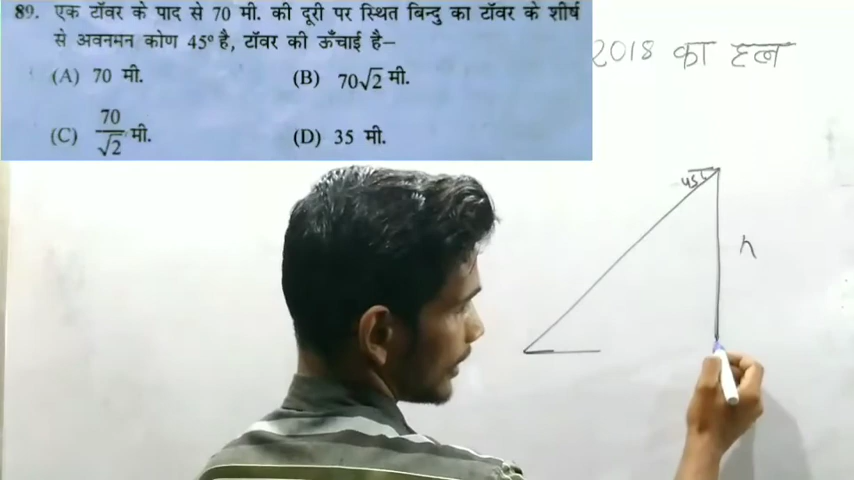 89. एक टॉवर के पाद से 70 मी. की दूरी पर स्थित बिन्दु का टॉवर के शीर्ष
से अवनमन कोण 45° है, टॉवर की ऊँचाई है–
(A) 70 मी. (B) 70√2 मी.
(C) 70/√2 मी. (D) 35 मी.
2018 का हल
45°
h